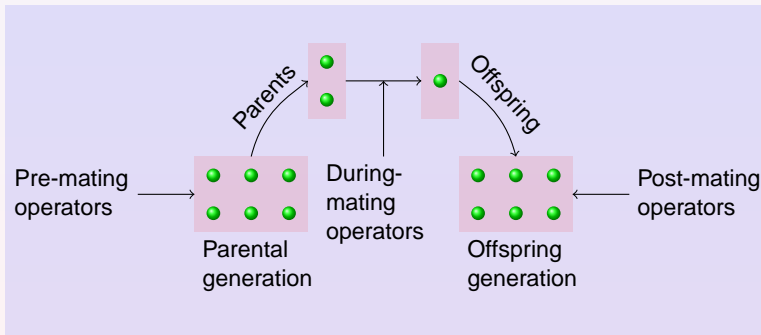 Parents
Offspring
Pre-mating
operators
During-
mating
operators
Post-mating
operators
Parental
generation
Offspring
generation